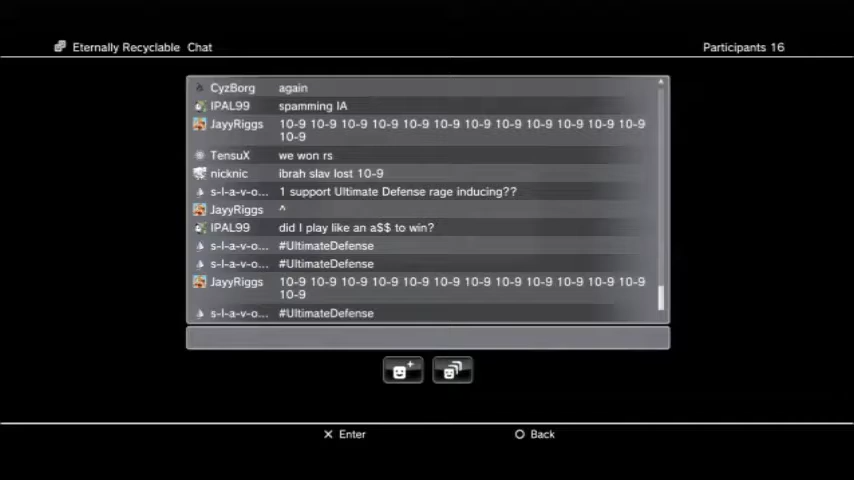 Eternally Recyclable Chat
Participants 16
CyzBorg again
IPAL99 spamming IA
JayyRiggs 10-9 10-9 10-9 10-9 10-9 10-9 10-9 10-9 10-9 10-9 10-9 10-9
10-9
TensuX we won rs
nicknic ibrah slav lost 10-9
s-l-a-v-o... 1 support Ultimate Defense rage inducing??
JayyRiggs ^
IPAL99 did I play like an a$$ to win?
s-l-a-v-o... #UltimateDefense
s-l-a-v-o... #UltimateDefense
JayyRiggs 10-9 10-9 10-9 10-9 10-9 10-9 10-9 10-9 10-9 10-9 10-9 10-9
10-9
s-l-a-v-o... #UltimateDefense
Enter
Back